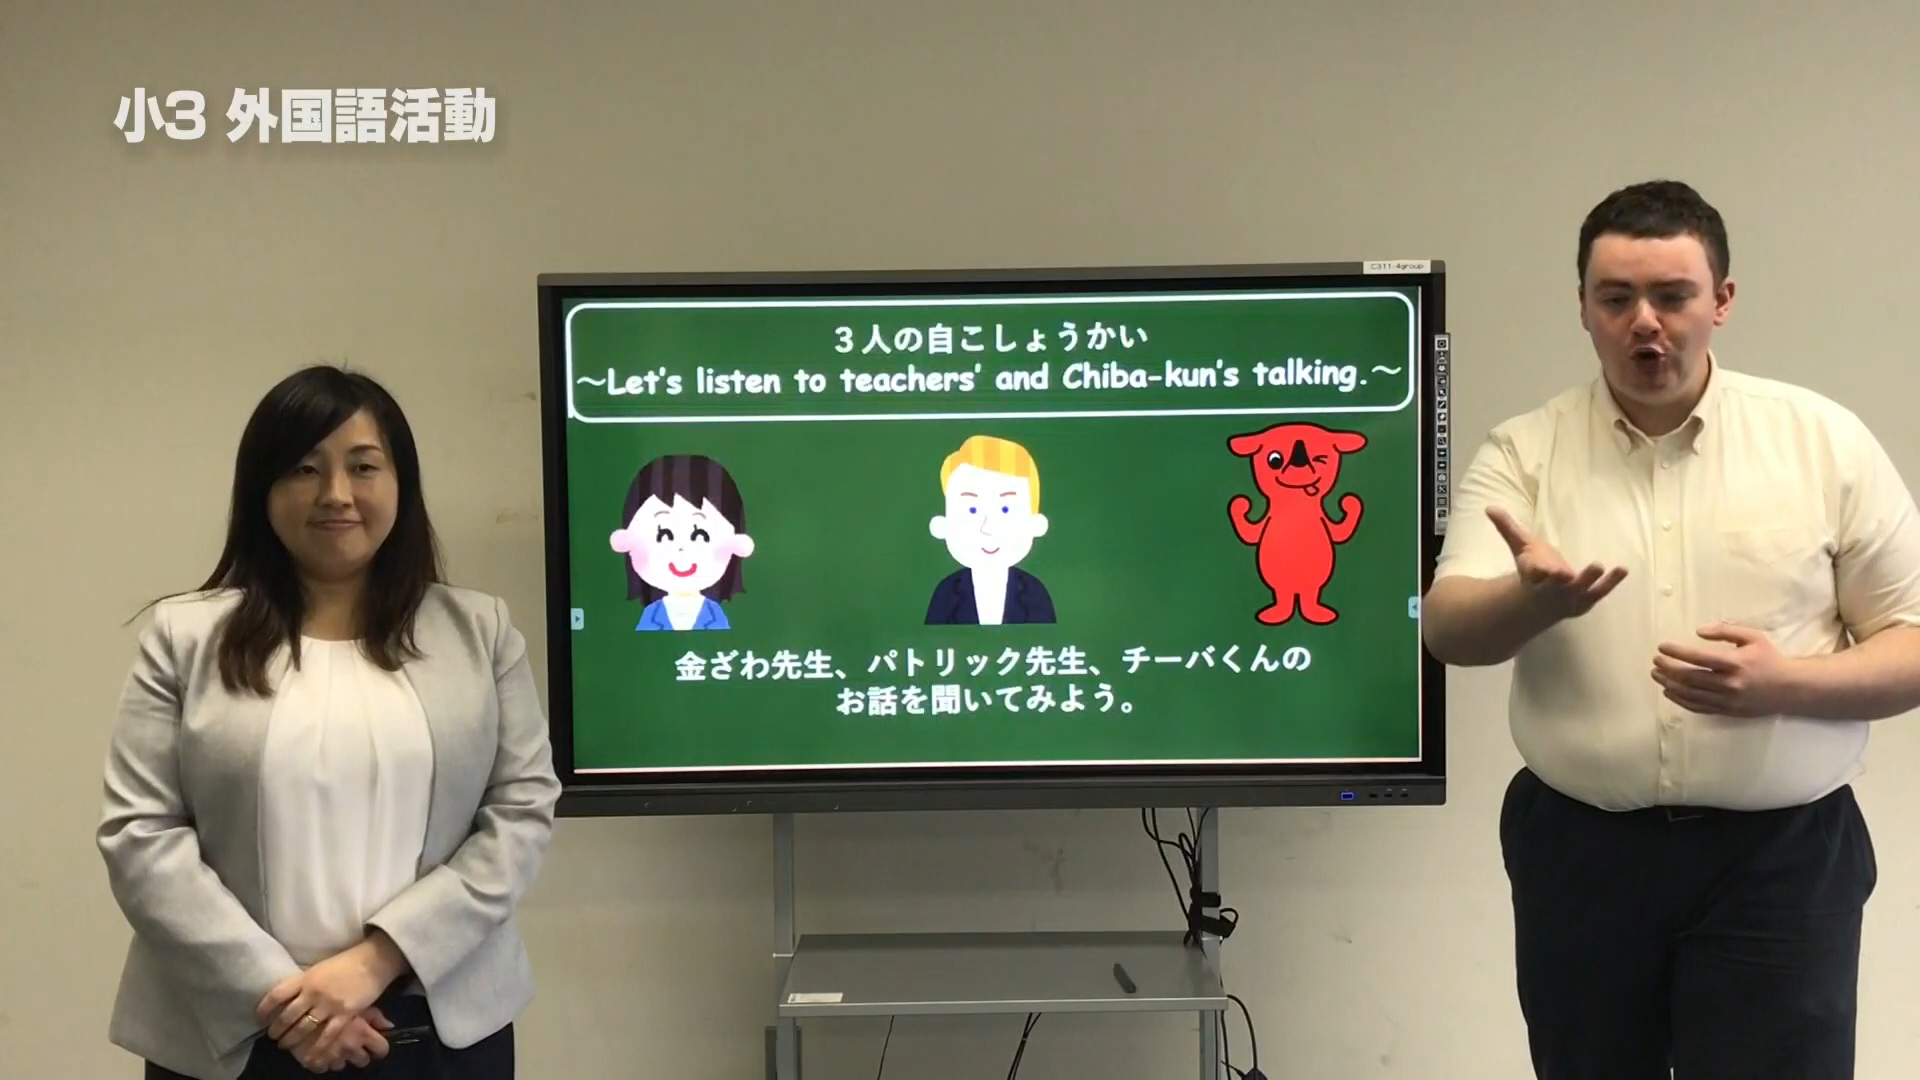 小3 外国語活動
C311-4group
3人の自こしょうかい
～Let's listen to teachers' and Chiba-kun's talking.～
金ざわ先生、パトリック先生、チーバくんの
お話を聞いてみよう。